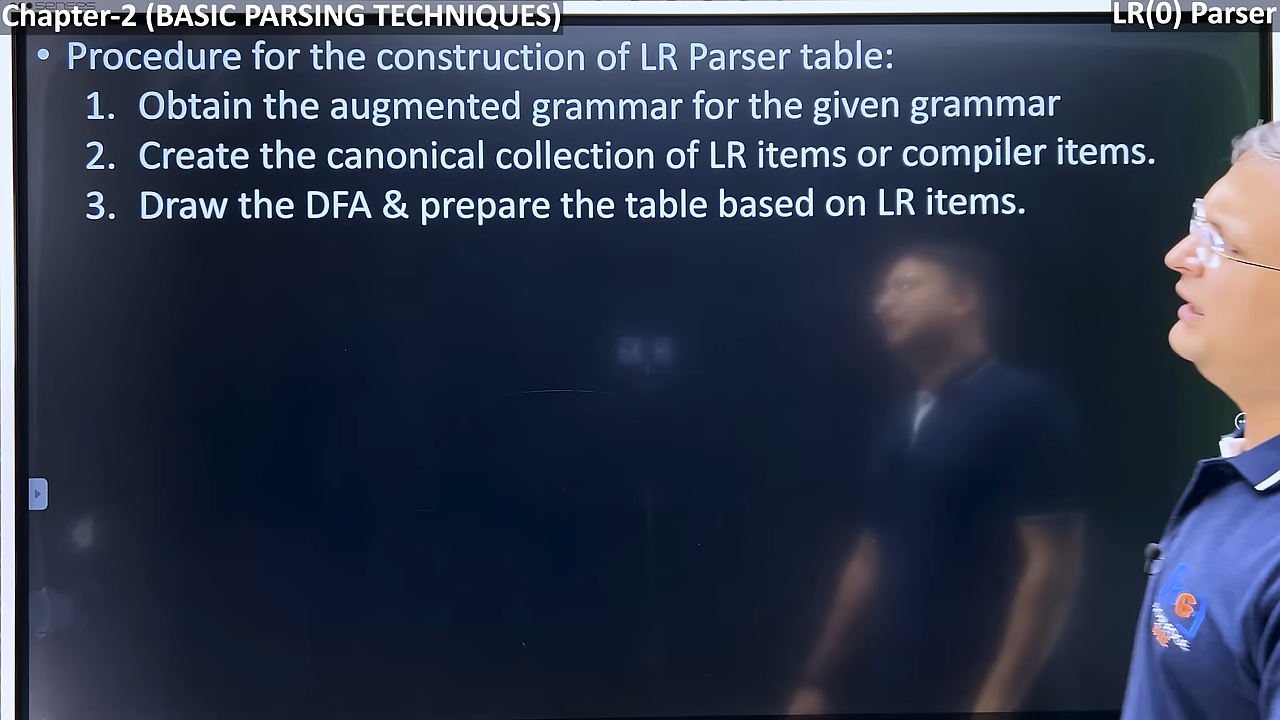 Chapter-2 (BASIC PARSING TECHNIQUES)
LR(0) Parser
• Procedure for the construction of LR Parser table:
1. Obtain the augmented grammar for the given grammar
2. Create the canonical collection of LR items or compiler items.
3. Draw the DFA & prepare the table based on LR items.